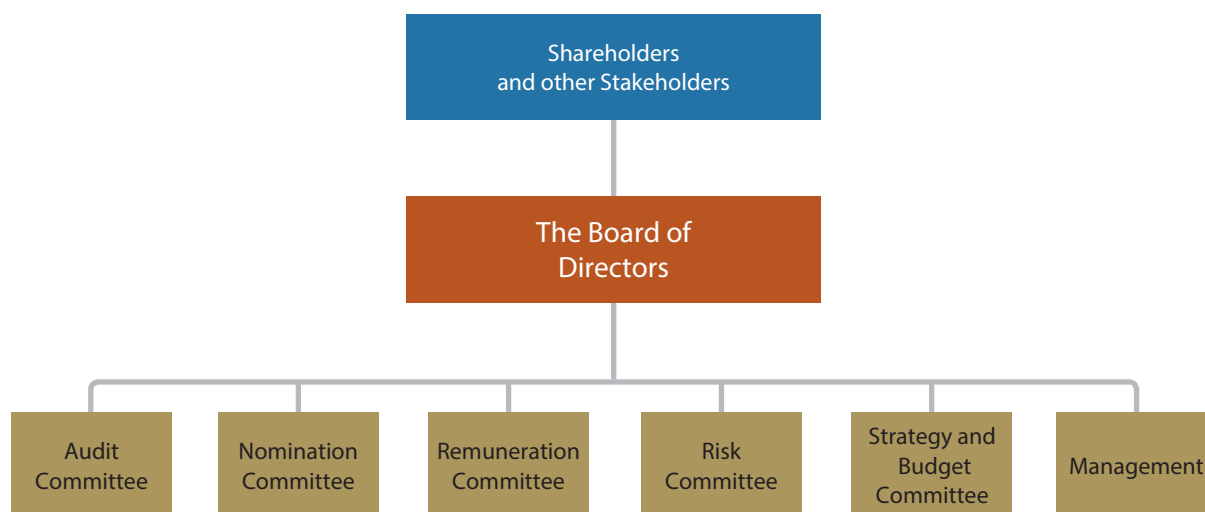 Shareholders
and other Stakeholders
The Board of
Directors
Audit
Committee
Nomination
Committee
Remuneration
Committee
Risk
Committee
Strategy and
Budget
Committee
Management